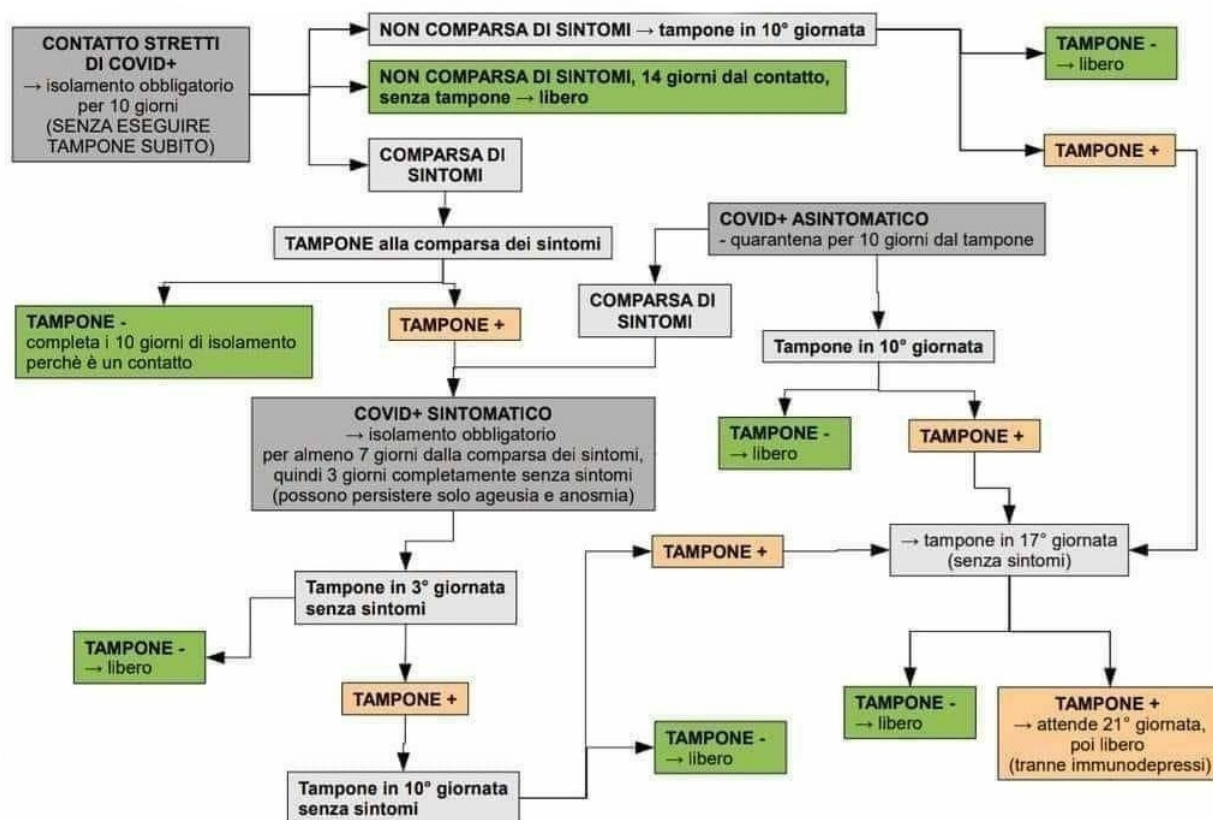 CONTATTO STRETTI
DI COVID+
→ isolamento obbligatorio
per 10 giorni
(SENZA ESEGUIRE
TAMPONE SUBITO)
NON COMPARSA DI SINTOMI → tampone in 10° giornata
TAMPONE -
→ libero
NON COMPARSA DI SINTOMI, 14 giorni dal contatto,
senza tampone → libero
COMPARSA DI
SINTOMI
TAMPONE +
TAMPONE alla comparsa dei sintomi
COVID+ ASINTOMATICO
- quarantena per 10 giorni dal tampone
TAMPONE -
completa i 10 giorni di isolamento
perchè è un contatto
TAMPONE +
COMPARSA DI
SINTOMI
Tampone in 10° giornata
COVID+ SINTOMATICO
→ isolamento obbligatorio
per almeno 7 giorni dalla comparsa dei sintomi,
quindi 3 giorni completamente senza sintomi
(possono persistere solo ageusia e anosmia)
TAMPONE -
→ libero
TAMPONE +
TAMPONE +
→ tampone in 17° giornata
(senza sintomi)
Tampone in 3° giornata
senza sintomi
TAMPONE -
→ libero
TAMPONE +
TAMPONE -
→ libero
TAMPONE +
→ attende 21° giornata,
poi libero
(tranne immunodepressi)
TAMPONE -
→ libero
Tampone in 10° giornata
senza sintomi